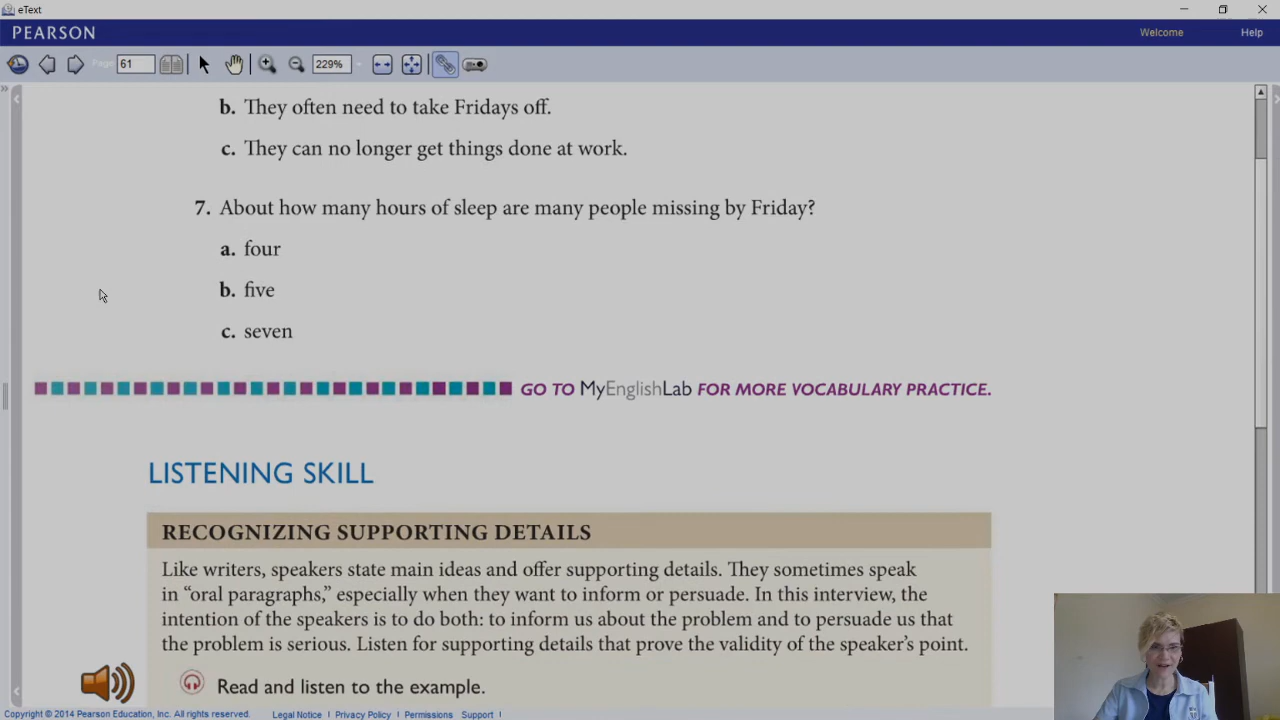 eText
PEARSON
Welcome
Help
Page
61
229%
b. They often need to take Fridays off.
c. They can no longer get things done at work.
7. About how many hours of sleep are many people missing by Friday?
a. four
b. five
c. seven
GO TO MyEnglishLab FOR MORE VOCABULARY PRACTICE.
LISTENING SKILL
RECOGNIZING SUPPORTING DETAILS
Like writers, speakers state main ideas and offer supporting details. They sometimes speak
in “oral paragraphs,” especially when they want to inform or persuade. In this interview, the
intention of the speakers is to do both: to inform us about the problem and to persuade us that
the problem is serious. Listen for supporting details that prove the validity of the speaker’s point.
Read and listen to the example.
Copyright © 2014 Pearson Education, Inc. All rights reserved. Legal Notice | Privacy Policy | Permissions Support |